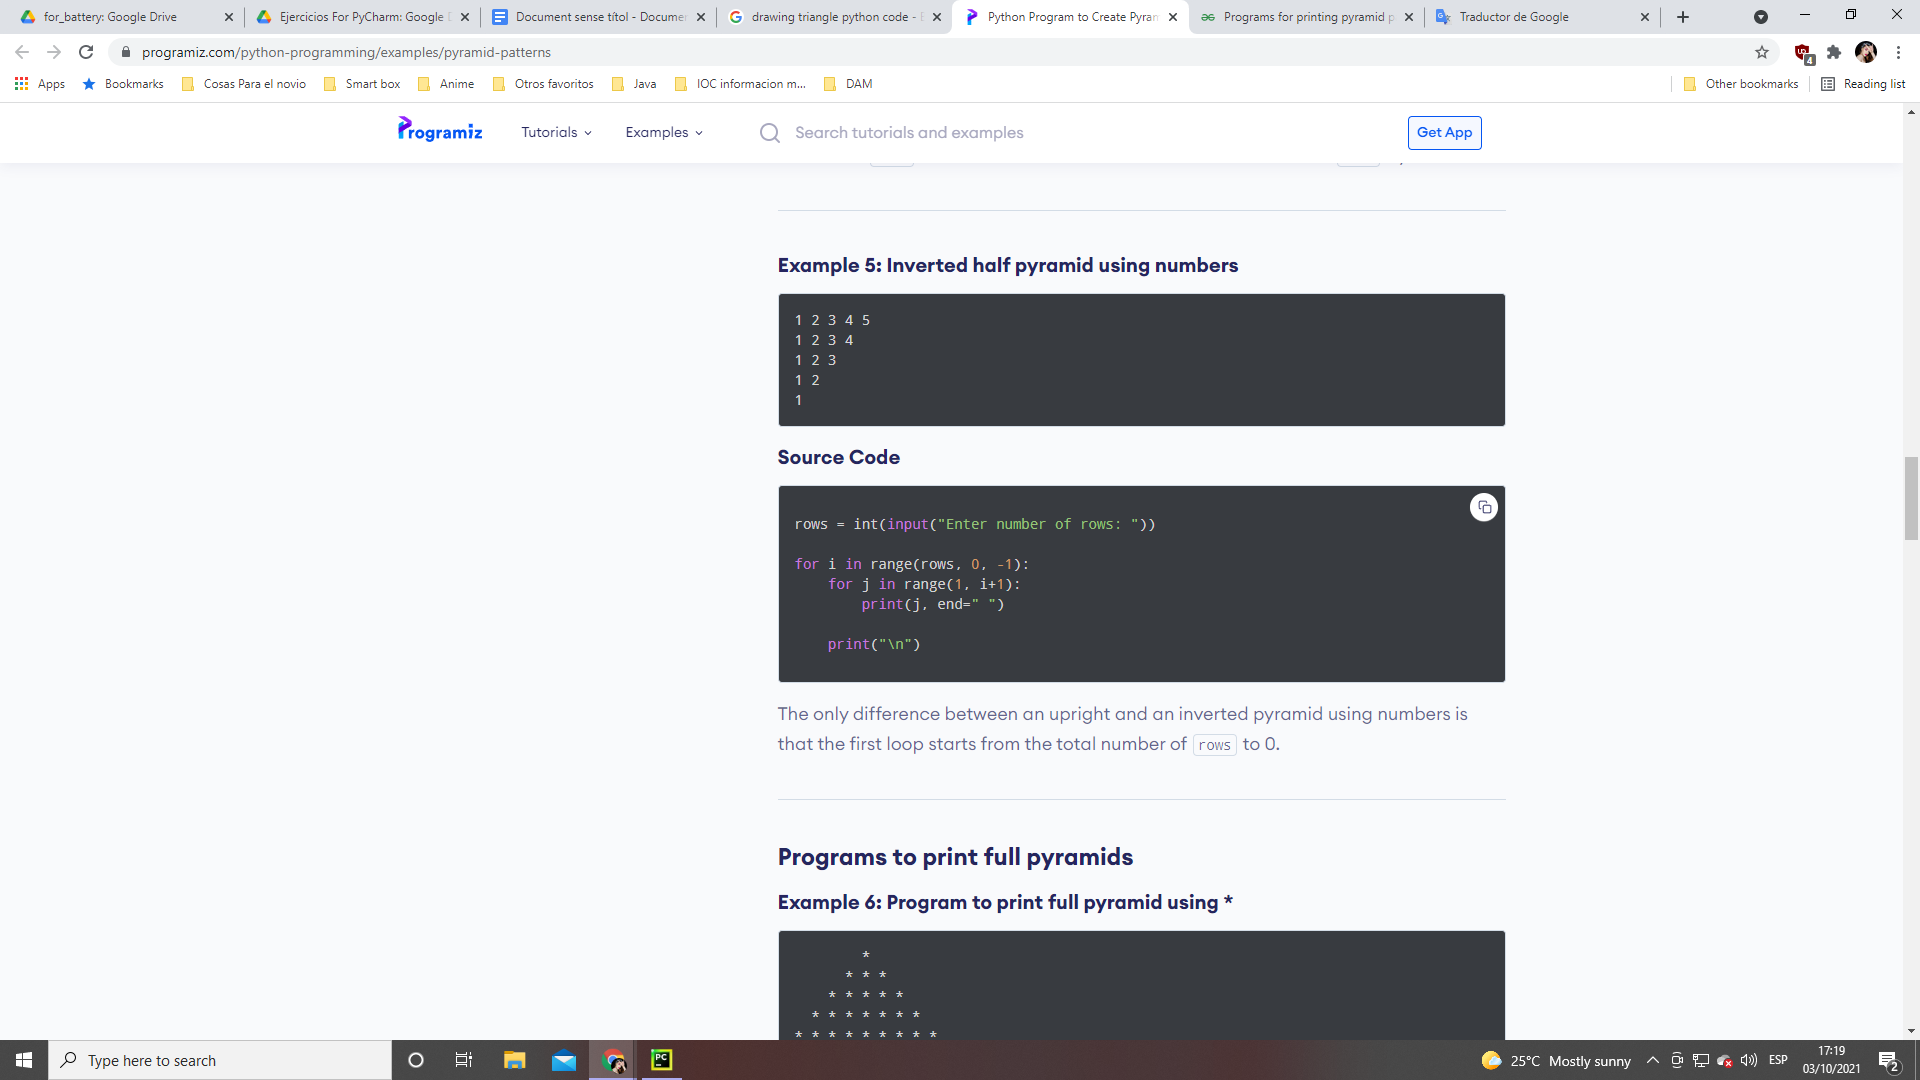 for_battery: Google Drive
Ejercicios For PyCharm: Google
Document sense títol - Documen
drawing triangle python code -
Python Program to Create Pyram
Programs for printing pyramid p
Traductor de Google
programiz.com/python-programming/examples/pyramid-patterns
4
Apps
Bookmarks
Cosas Para el novio
Smart box
Anime
Otros favoritos
Java
IOC informacion m...
DAM
Other bookmarks
Reading list
Programiz
Tutorials
Examples
Search tutorials and examples
Get App
Example 5: Inverted half pyramid using numbers
1 2 3 4 5
1 2 3 4
1 2 3
1 2
1
Source Code
rows = int(input("Enter number of rows: "))
for i in range(rows, 0, -1):
    for j in range(1, i+1):
        print(j, end=" ")
    print("\n")
The only difference between an upright and an inverted pyramid using numbers is
that the first loop starts from the total number of rows to 0.
Programs to print full pyramids
Example 6: Program to print full pyramid using *
        *
      * * *
    * * * * *
  * * * * * * *
* * * * * * * * *
Type here to search
PC
25°C Mostly sunny
ESP
17:19
03/10/2021
2